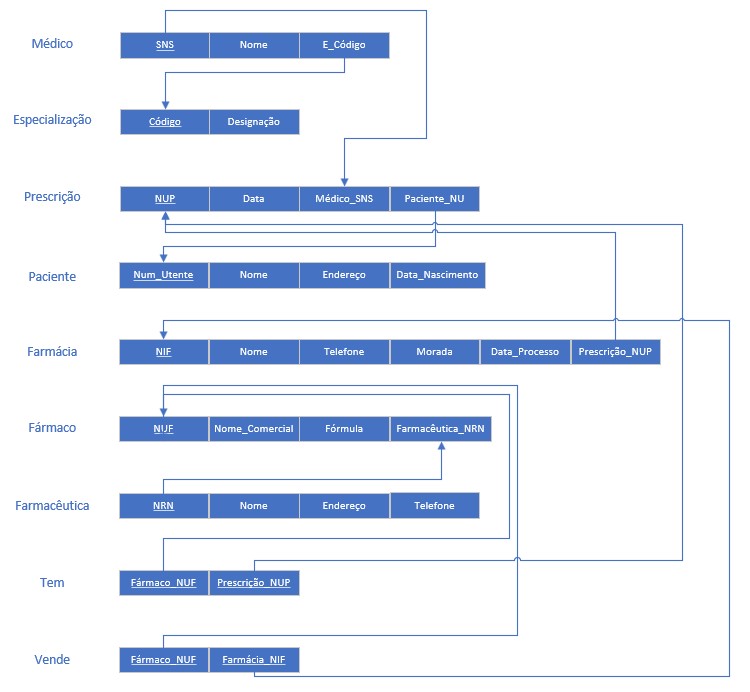 Médico SNS Nome E_Código
Especialização Código Designação
Prescrição NUP Data Médico_SNS Paciente_NU
Paciente Num_Utente Nome Endereço Data_Nascimento
Farmácia NIF Nome Telefone Morada Data_Processo Prescrição_NUP
Fármaco NUF Nome_Comercial Fórmula Farmacêutica_NRN
Farmacêutica NRN Nome Endereço Telefone
Tem Fármaco_NUF Prescrição_NUP
Vende Fármaco_NUF Farmácia_NIF